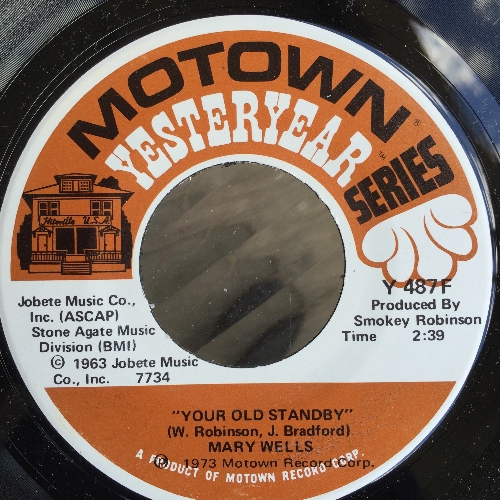 MOTOWN®
YESTERYEAR™
SERIES
Hitsville U.S.A.
Y 487F
Produced By
Smokey Robinson
Time 2:39
Jobete Music Co.,
Inc. (ASCAP)
Stone Agate Music
Division (BMI)
© 1963 Jobete Music
Co., Inc. 7734
"YOUR OLD STANDBY"
(W. Robinson, J. Bradford)
MARY WELLS
℗ 1973 Motown Record Corp.
A PRODUCT OF MOTOWN RECORD CORP.